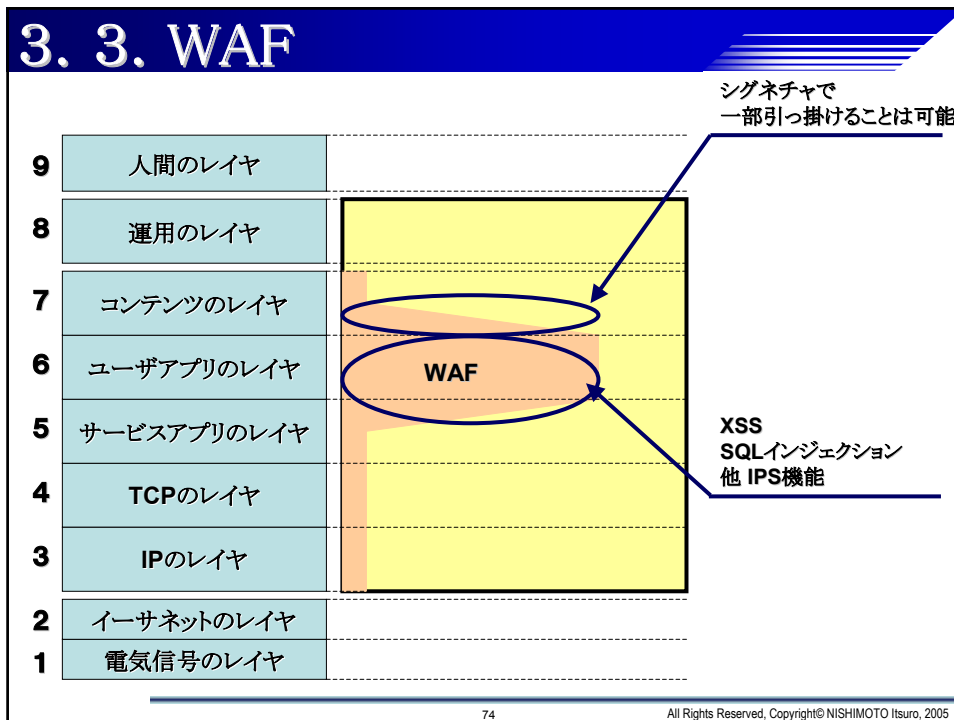 3. 3. WAF
シグネチャで
一部引っ掛けることは可能
9 人間のレイヤ
8 運用のレイヤ
7 コンテンツのレイヤ
6 ユーザアプリのレイヤ
WAF
5 サービスアプリのレイヤ
XSS
SQLインジェクション
他 IPS機能
4 TCPのレイヤ
3 IPのレイヤ
2 イーサネットのレイヤ
1 電気信号のレイヤ
74
All Rights Reserved, Copyright© NISHIMOTO Itsuro, 2005